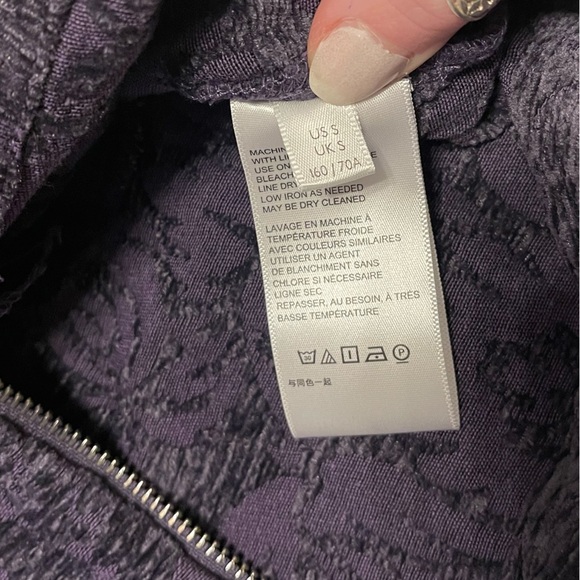 US S
UK S
160 / 70A
MACHIN
WITH LI
USE ON
BLEACH
LINE DRY
LOW IRON AS NEEDED
MAY BE DRY CLEANED
LAVAGE EN MACHINE À
TEMPÉRATURE FROIDE
AVEC COULEURS SIMILAIRES
UTILISER UN AGENT
DE BLANCHIMENT SANS
CHLORE SI NÉCESSAIRE
LIGNE SEC
REPASSER, AU BESOIN, À TRÈS
BASSE TEMPÉRATURE
30
P
与同色一起